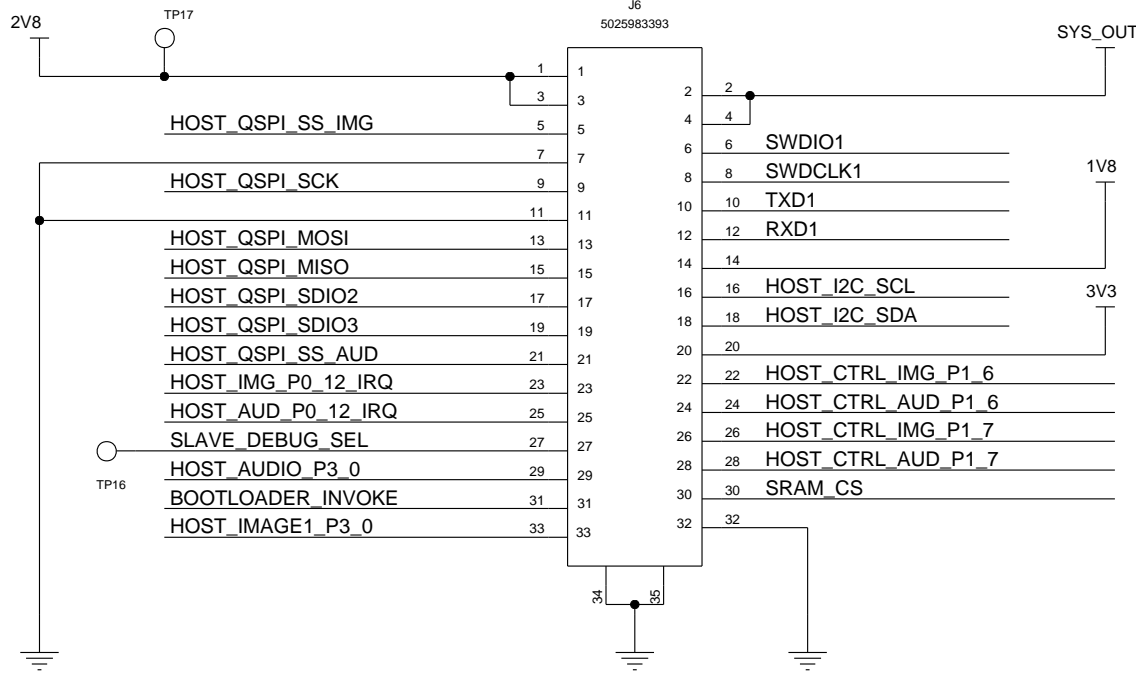 J6
5025983393
2V8
TP17
SYS_OUT
1 1
2 2
3 3
4 4
HOST_QSPI_SS_IMG 5 5
6 6 SWDIO1
7 7
8 8 SWDCLK1
1V8
HOST_QSPI_SCK 9 9
10 10 TXD1
11 11
12 12 RXD1
HOST_QSPI_MOSI 13 13
14 14
HOST_QSPI_MISO 15 15
16 16 HOST_I2C_SCL
3V3
HOST_QSPI_SDIO2 17 17
18 18 HOST_I2C_SDA
HOST_QSPI_SDIO3 19 19
20 20
HOST_QSPI_SS_AUD 21 21
22 22 HOST_CTRL_IMG_P1_6
HOST_IMG_P0_12_IRQ 23 23
24 24 HOST_CTRL_AUD_P1_6
HOST_AUD_P0_12_IRQ 25 25
26 26 HOST_CTRL_IMG_P1_7
SLAVE_DEBUG_SEL 27 27
TP16
28 28 HOST_CTRL_AUD_P1_7
HOST_AUDIO_P3_0 29 29
30 30 SRAM_CS
BOOTLOADER_INVOKE 31 31
32 32
HOST_IMAGE1_P3_0 33 33
34 35